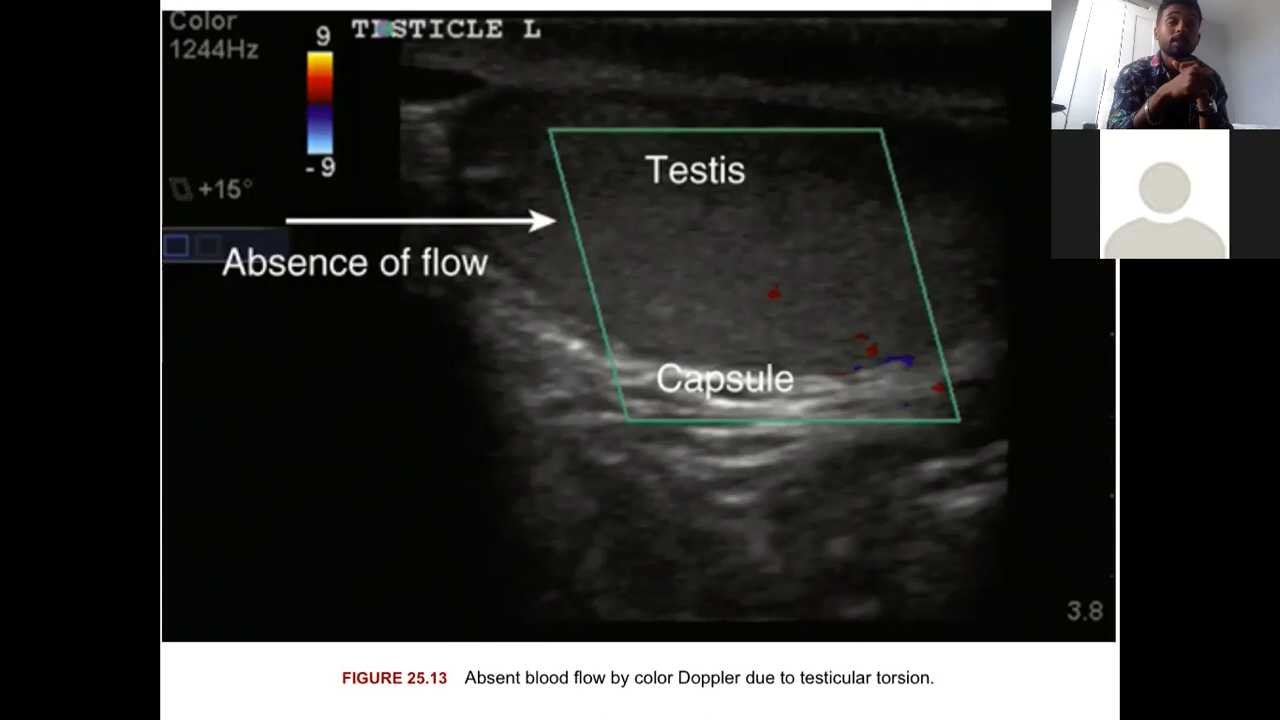 Color
1244Hz
9
TESTICLE L
- 9
+15°
Testis
Absence of flow
Capsule
3.8
FIGURE 25.13 Absent blood flow by color Doppler due to testicular torsion.